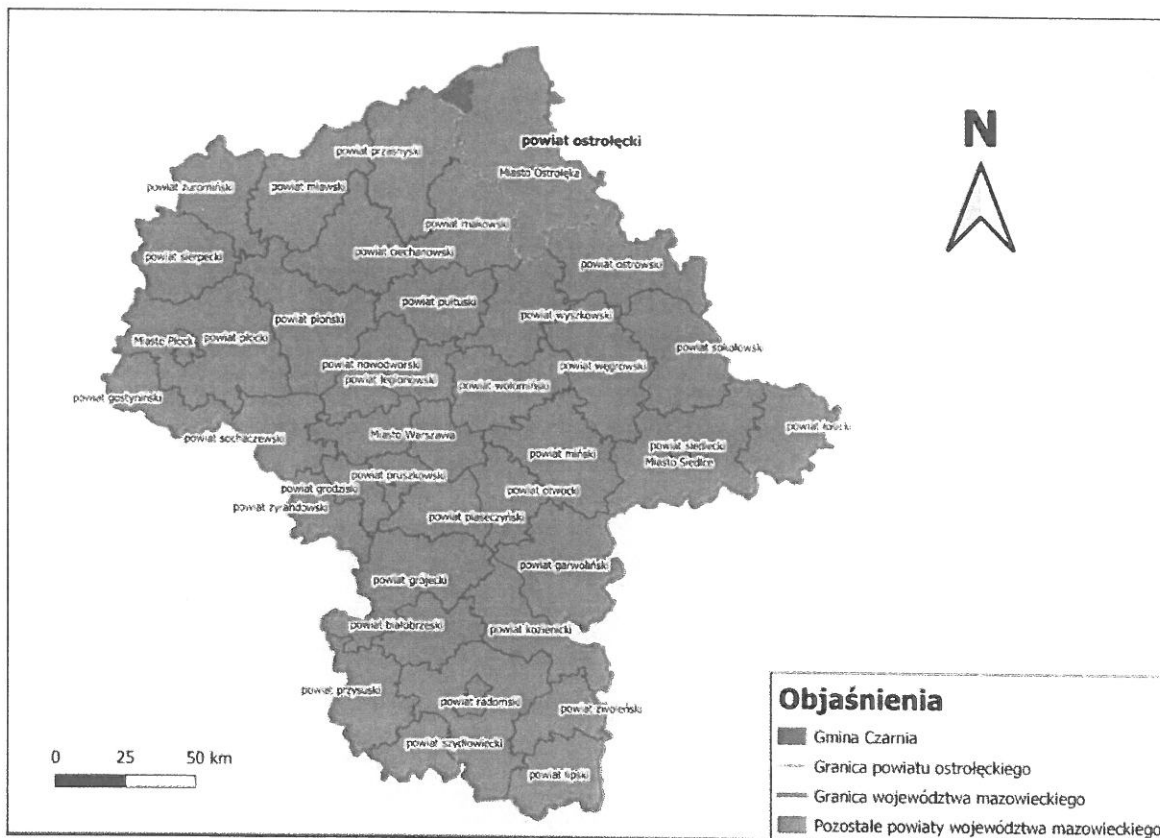 N
powiat ostrołęcki
powiat przasnyski
Miasto Ostrołęka
powiat żuromiński
powiat mławski
powiat makowski
powiat ciechanowski
powiat sierpecki
powiat ostrowski
powiat pułtuski
powiat płoński
powiat wyszkowski
Miasto Płock
powiat płocki
powiat sokołowsk
powiat nowodworski
powiat węgrowski
powiat legionowski
powiat wołomiński
powiat gostyniński
powiat łosicki
powiat sochaczewski
Miasto Warszawa
powiat siedlecki
powiat miński
Miasto Siedlce
powiat pruszkowski
powiat grodziski
powiat otwocki
powiat żyrardowski
powiat piaseczyński
powiat garwoliński
powiat grójecki
powiat białobrzeski
powiat kozienicki
powiat przysuski
powiat radomski
powiat zwoleński
powiat szydłowiecki
powiat lipski
0 25 50 km
Objaśnienia
Gmina Czarnia
Granica powiatu ostrołęckiego
Granica województwa mazowieckiego
Pozostałe powiaty województwa mazowieckiego